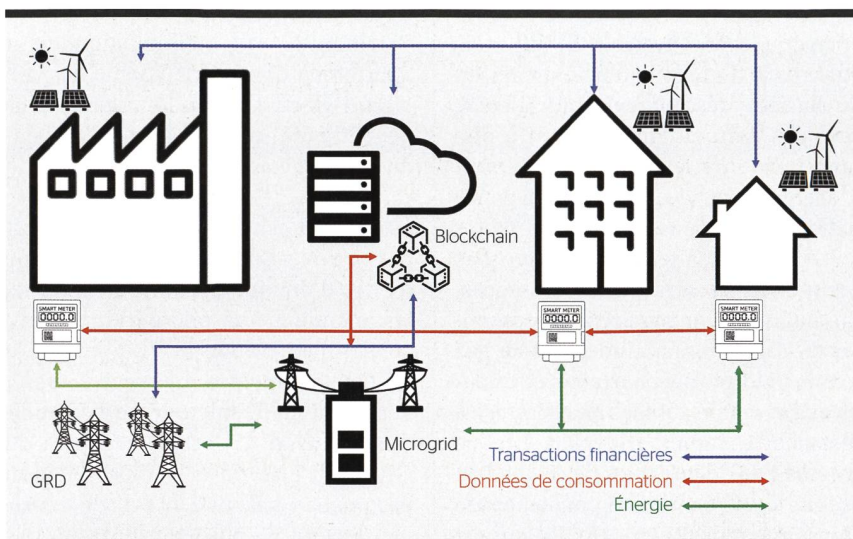 Blockchain
SMART METER
0000.0
SMART METER
0000.0
SMART METER
0000.0
Microgrid
GRD
Transactions financières
Données de consommation
Énergie